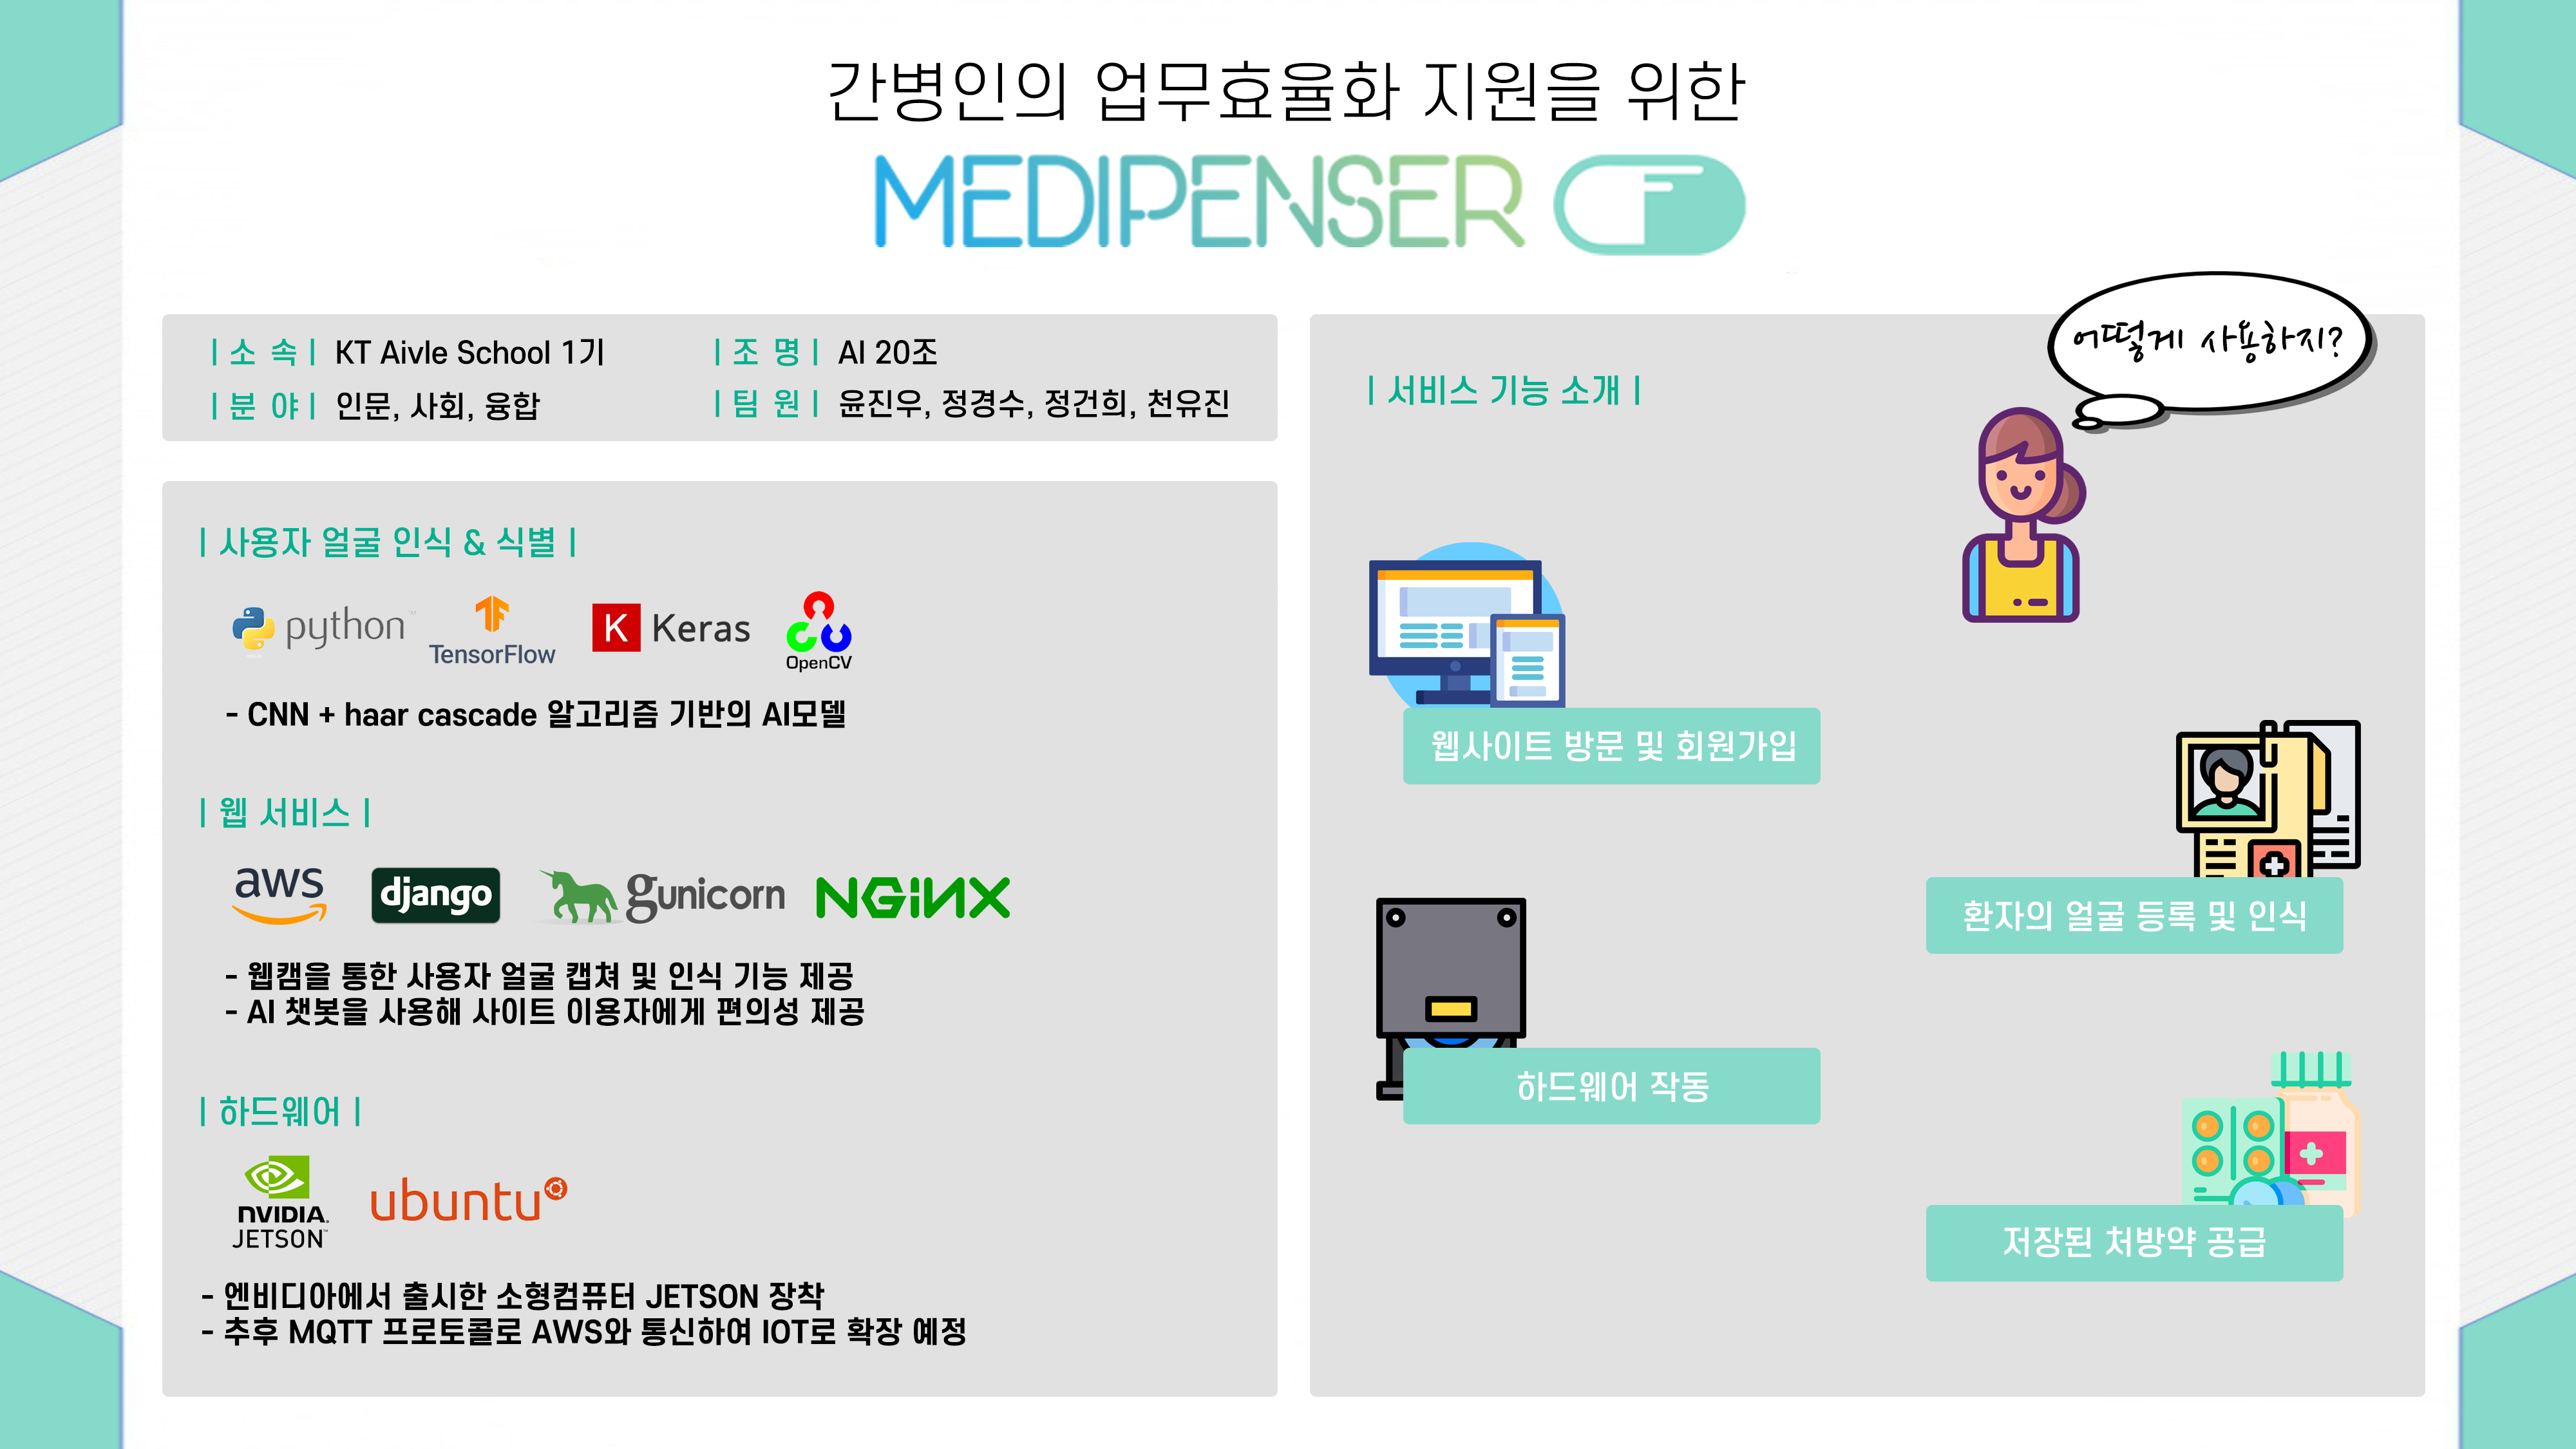 간병인의 업무효율화 지원을 위한
MEDIPENSER
| 소 속 | KT Aivle School 1기
| 조 명 | AI 20조
| 분 야 | 인문, 사회, 융합
| 팀 원 | 윤진우, 정경수, 정건희, 천유진
| 사용자 얼굴 인식 & 식별 |
python™
TensorFlow
K Keras
OpenCV
- CNN + haar cascade 알고리즘 기반의 AI모델
| 웹 서비스 |
aws
django
gunicorn
NGiNX
- 웹캠을 통한 사용자 얼굴 캡쳐 및 인식 기능 제공
- AI 챗봇을 사용해 사이트 이용자에게 편의성 제공
| 하드웨어 |
NVIDIA.
JETSON™
ubuntu
- 엔비디아에서 출시한 소형컴퓨터 JETSON 장착
- 추후 MQTT 프로토콜로 AWS와 통신하여 IOT로 확장 예정
| 서비스 기능 소개 |
어떻게 사용하지?
웹사이트 방문 및 회원가입
환자의 얼굴 등록 및 인식
하드웨어 작동
저장된 처방약 공급